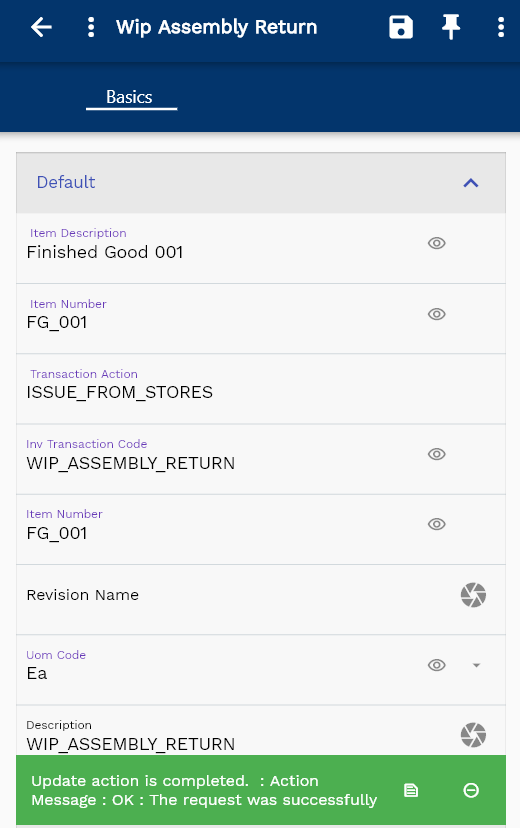 Wip Assembly Return
Basics
Default
Item Description
Finished Good 001
Item Number
FG_001
Transaction Action
ISSUE_FROM_STORES
Inv Transaction Code
WIP_ASSEMBLY_RETURN
Item Number
FG_001
Revision Name
Uom Code
Ea
Description
WIP_ASSEMBLY_RETURN
Update action is completed.  : Action
Message : OK : The request was successfully